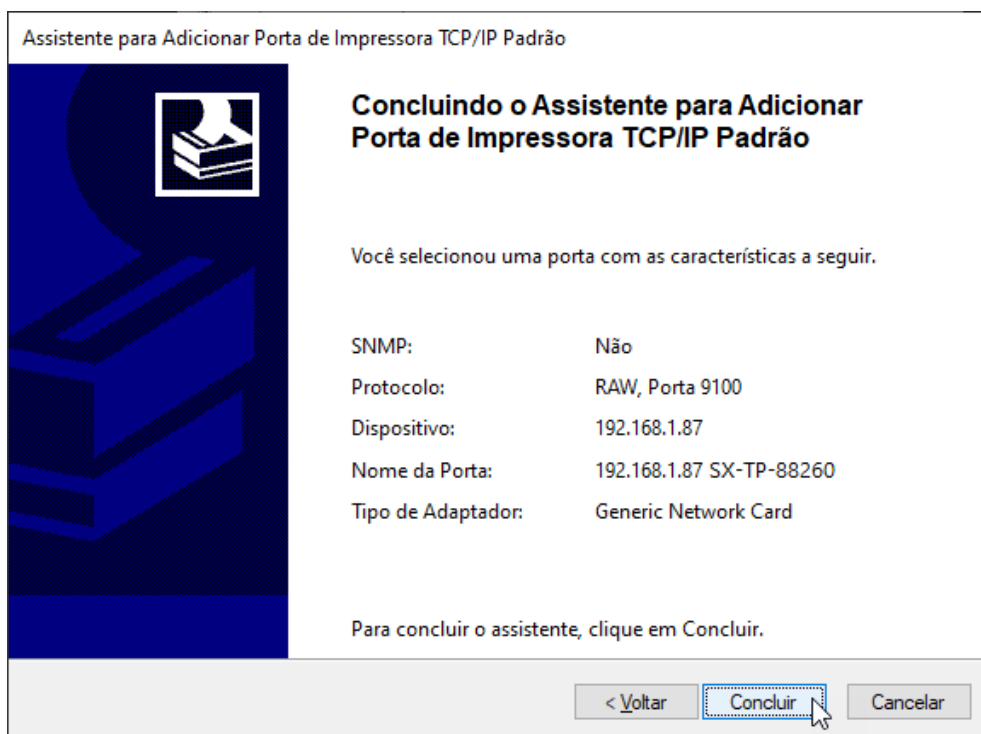 Assistente para Adicionar Porta de Impressora TCP/IP Padrão
Concluindo o Assistente para Adicionar
Porta de Impressora TCP/IP Padrão
Você selecionou uma porta com as características a seguir.
SNMP: Não
Protocolo: RAW, Porta 9100
Dispositivo: 192.168.1.87
Nome da Porta: 192.168.1.87 SX-TP-88260
Tipo de Adaptador: Generic Network Card
Para concluir o assistente, clique em Concluir.
< Voltar Concluir Cancelar